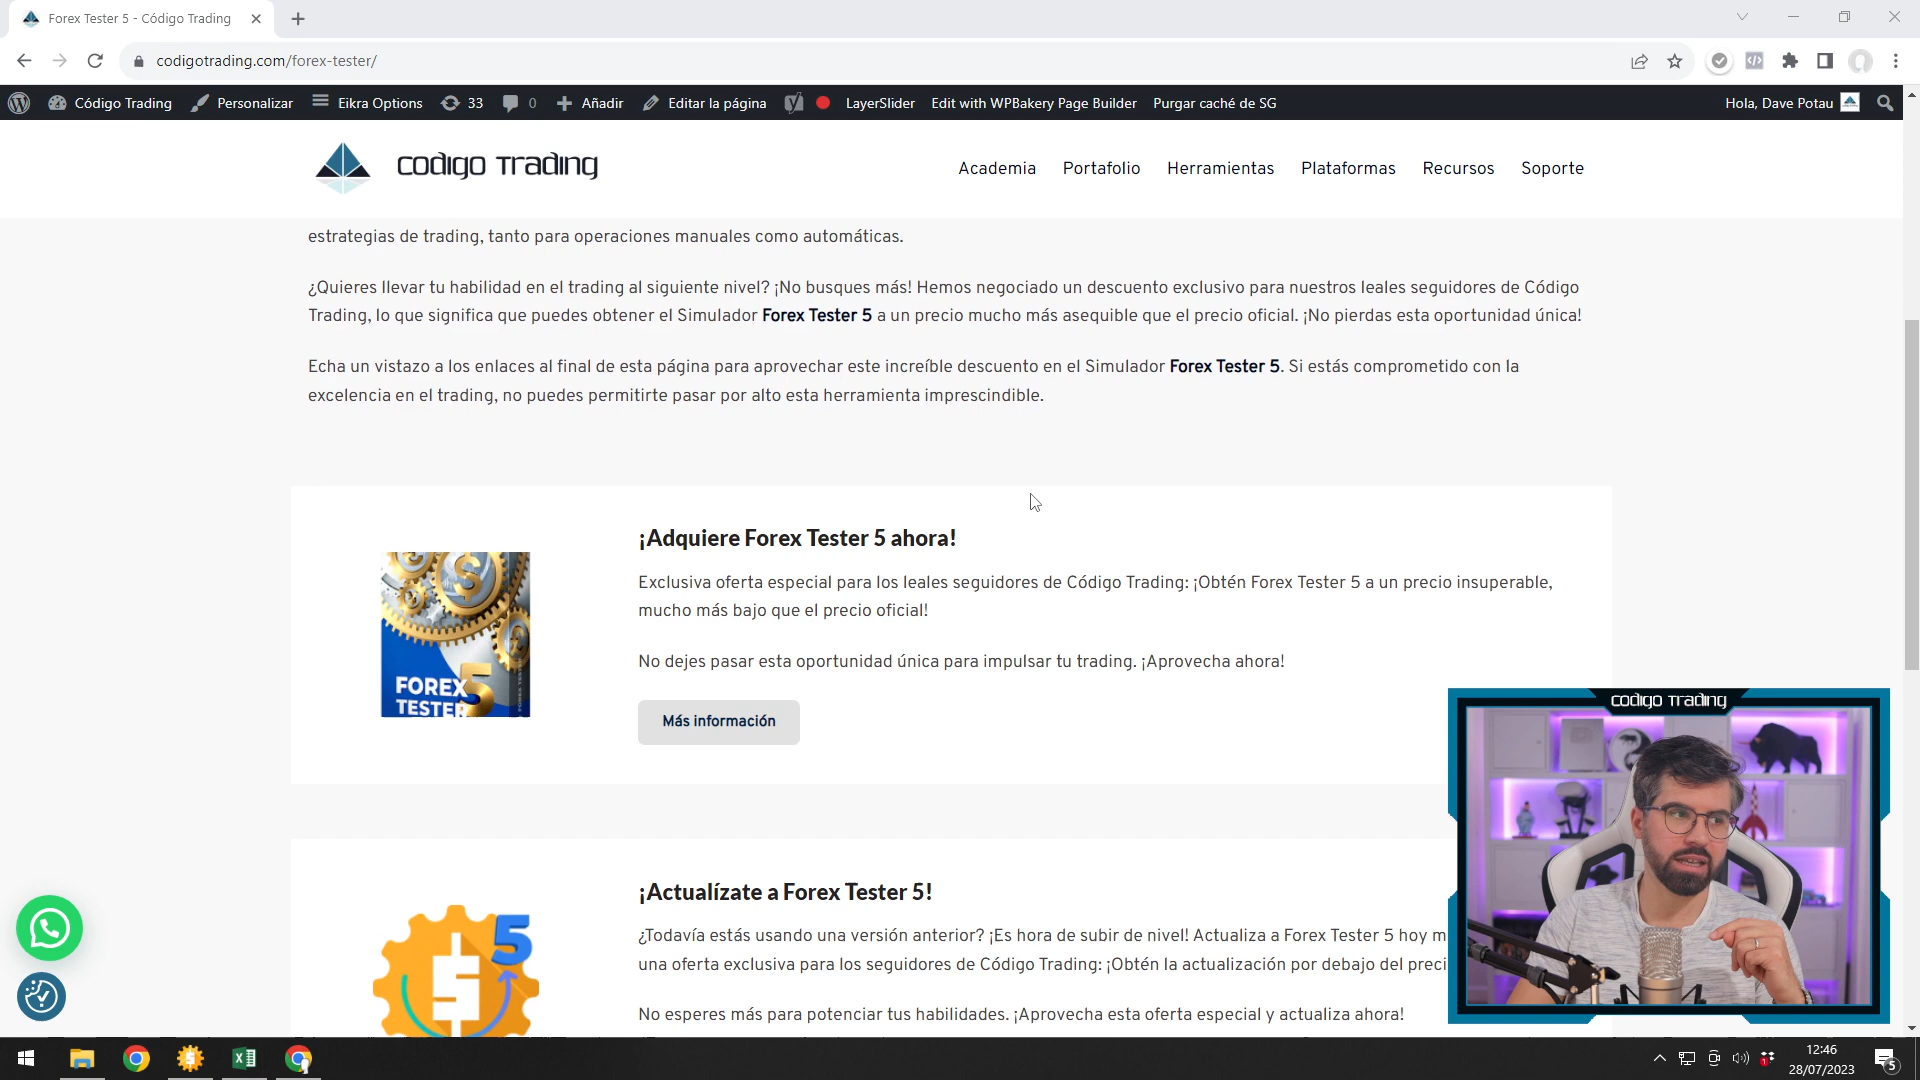 Forex Tester 5 - Código Trading
codigotrading.com/forex-tester/
Código Trading Personalizar Eikra Options 33 0 Añadir Editar la página LayerSlider Edit with WPBakery Page Builder Purgar caché de SG Hola, Dave Potau
codigo Trading
Academia Portafolio Herramientas Plataformas Recursos Soporte
estrategias de trading, tanto para operaciones manuales como automáticas.
¿Quieres llevar tu habilidad en el trading al siguiente nivel? ¡No busques más! Hemos negociado un descuento exclusivo para nuestros leales seguidores de Código
Trading, lo que significa que puedes obtener el Simulador Forex Tester 5 a un precio mucho más asequible que el precio oficial. ¡No pierdas esta oportunidad única!
Echa un vistazo a los enlaces al final de esta página para aprovechar este increíble descuento en el Simulador Forex Tester 5. Si estás comprometido con la
excelencia en el trading, no puedes permitirte pasar por alto esta herramienta imprescindible.
¡Adquiere Forex Tester 5 ahora!
Exclusiva oferta especial para los leales seguidores de Código Trading: ¡Obtén Forex Tester 5 a un precio insuperable,
mucho más bajo que el precio oficial!
No dejes pasar esta oportunidad única para impulsar tu trading. ¡Aprovecha ahora!
FOREX
TESTER
5
Más información
codigo Trading
¡Actualízate a Forex Tester 5!
¿Todavía estás usando una versión anterior? ¡Es hora de subir de nivel! Actualiza a Forex Tester 5 hoy m
una oferta exclusiva para los seguidores de Código Trading: ¡Obtén la actualización por debajo del preci
No esperes más para potenciar tus habilidades. ¡Aprovecha esta oferta especial y actualiza ahora!
5
12:46
28/07/2023
5